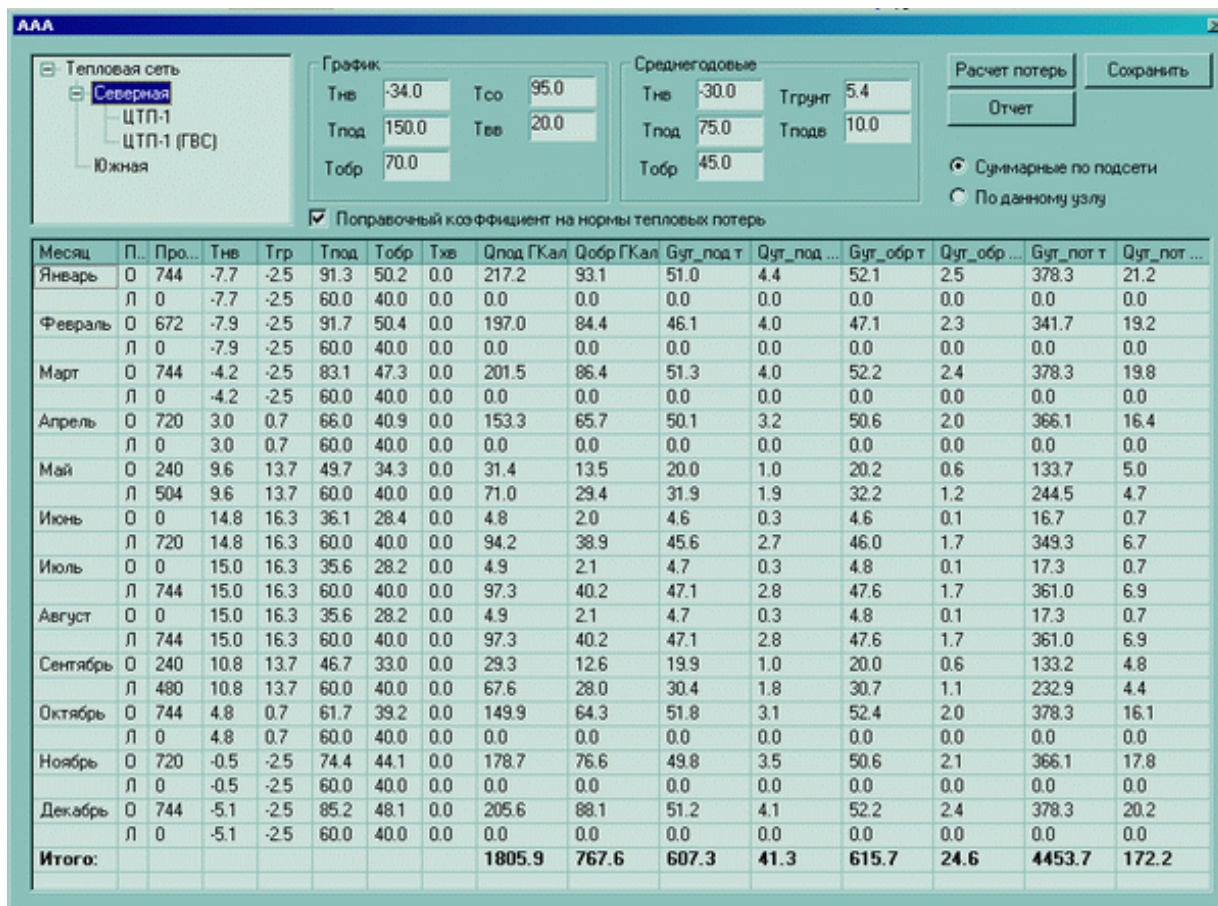 AAA
Тепловая сеть
Северная
ЦТП-1
ЦТП-1 (ГВС)
Южная
График
Тнв -34.0 Тсо 95.0
Тпод 150.0 Твв 20.0
Тобр 70.0
Среднегодовые
Тнв -30.0 Тгрунт 5.4
Тпод 75.0 Тподв 10.0
Тобр 45.0
Расчет потерь Сохранить
Отчет
Суммарные по подсети
По данному узлу
Поправочный коэффициент на нормы тепловых потерь
Месяц П.. Про... Тнв Тгр Тпод Тобр Тхв Qпод ГКал Qобр ГКал Gут_под т Qут_под ... Gут_обр т Qут_обр ... Gут_пот т Qут_пот ...
Январь О 744 -7.7 -2.5 91.3 50.2 0.0 217.2 93.1 51.0 4.4 52.1 2.5 378.3 21.2
Л 0 -7.7 -2.5 60.0 40.0 0.0 0.0 0.0 0.0 0.0 0.0 0.0 0.0 0.0
Февраль О 672 -7.9 -2.5 91.7 50.4 0.0 197.0 84.4 46.1 4.0 47.1 2.3 341.7 19.2
Л 0 -7.9 -2.5 60.0 40.0 0.0 0.0 0.0 0.0 0.0 0.0 0.0 0.0 0.0
Март О 744 -4.2 -2.5 83.1 47.3 0.0 201.5 86.4 51.3 4.0 52.2 2.4 378.3 19.8
Л 0 -4.2 -2.5 60.0 40.0 0.0 0.0 0.0 0.0 0.0 0.0 0.0 0.0 0.0
Апрель О 720 3.0 0.7 66.0 40.9 0.0 153.3 65.7 50.1 3.2 50.6 2.0 366.1 16.4
Л 0 3.0 0.7 60.0 40.0 0.0 0.0 0.0 0.0 0.0 0.0 0.0 0.0 0.0
Май О 240 9.6 13.7 49.7 34.3 0.0 31.4 13.5 20.0 1.0 20.2 0.6 133.7 5.0
Л 504 9.6 13.7 60.0 40.0 0.0 71.0 29.4 31.9 1.9 32.2 1.2 244.5 4.7
Июнь О 0 14.8 16.3 36.1 28.4 0.0 4.8 2.0 4.6 0.3 4.6 0.1 16.7 0.7
Л 720 14.8 16.3 60.0 40.0 0.0 94.2 38.9 45.6 2.7 46.0 1.7 349.3 6.7
Июль О 0 15.0 16.3 35.6 28.2 0.0 4.9 2.1 4.7 0.3 4.8 0.1 17.3 0.7
Л 744 15.0 16.3 60.0 40.0 0.0 97.3 40.2 47.1 2.8 47.6 1.7 361.0 6.9
Август О 0 15.0 16.3 35.6 28.2 0.0 4.9 2.1 4.7 0.3 4.8 0.1 17.3 0.7
Л 744 15.0 16.3 60.0 40.0 0.0 97.3 40.2 47.1 2.8 47.6 1.7 361.0 6.9
Сентябрь О 240 10.8 13.7 46.7 33.0 0.0 29.3 12.6 19.9 1.0 20.0 0.6 133.2 4.8
Л 480 10.8 13.7 60.0 40.0 0.0 67.6 28.0 30.4 1.8 30.7 1.1 232.9 4.4
Октябрь О 744 4.8 0.7 61.7 39.2 0.0 149.9 64.3 51.8 3.1 52.4 2.0 378.3 16.1
Л 0 4.8 0.7 60.0 40.0 0.0 0.0 0.0 0.0 0.0 0.0 0.0 0.0 0.0
Ноябрь О 720 -0.5 -2.5 74.4 44.1 0.0 178.7 76.6 49.8 3.5 50.6 2.1 366.1 17.8
Л 0 -0.5 -2.5 60.0 40.0 0.0 0.0 0.0 0.0 0.0 0.0 0.0 0.0 0.0
Декабрь О 744 -5.1 -2.5 85.2 48.1 0.0 205.6 88.1 51.2 4.1 52.2 2.4 378.3 20.2
Л 0 -5.1 -2.5 60.0 40.0 0.0 0.0 0.0 0.0 0.0 0.0 0.0 0.0 0.0
Итого: 1805.9 767.6 607.3 41.3 615.7 24.6 4453.7 172.2